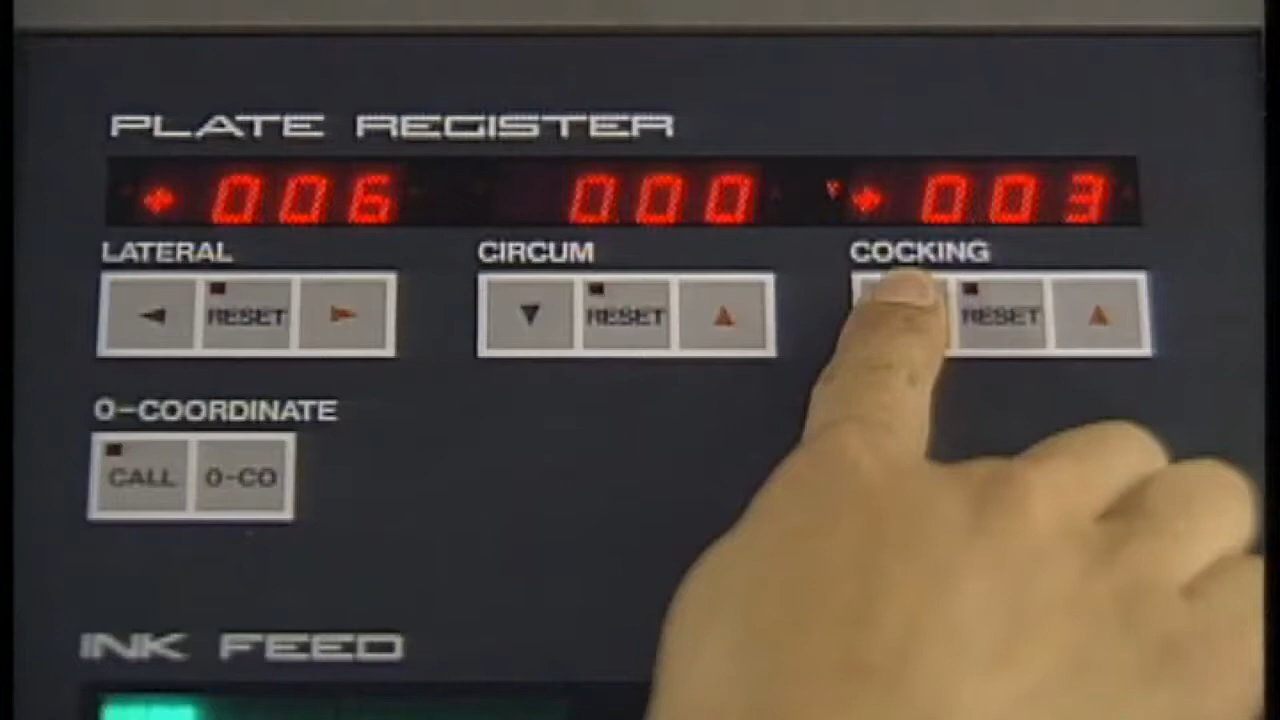 PLATE REGISTER
+ 006 000 + 003
LATERAL CIRCUM COCKING
RESET RESET RESET
0-COORDINATE
CALL 0-CO
INK FEED